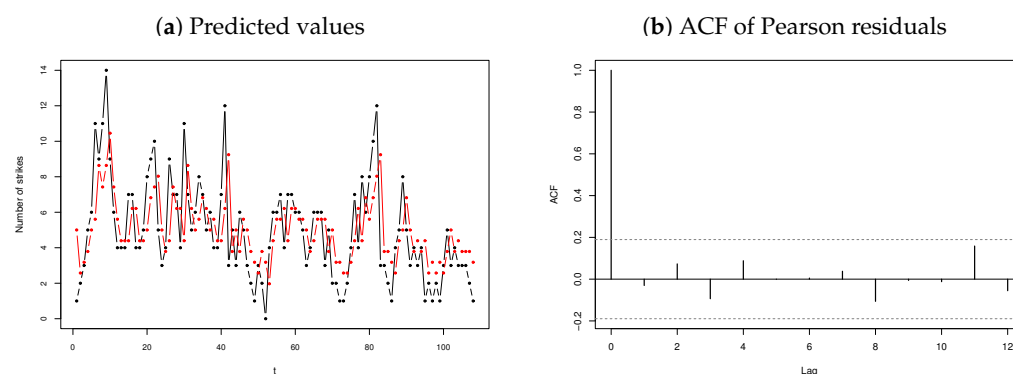 (a) Predicted values
(b) ACF of Pearson residuals
Number of strikes
14
12
10
8
6
4
2
0
0 20 40 60 80 100
t
ACF
1.0
0.8
0.6
0.4
0.2
0.0
−0.2
0 2 4 6 8 10 12
Lag